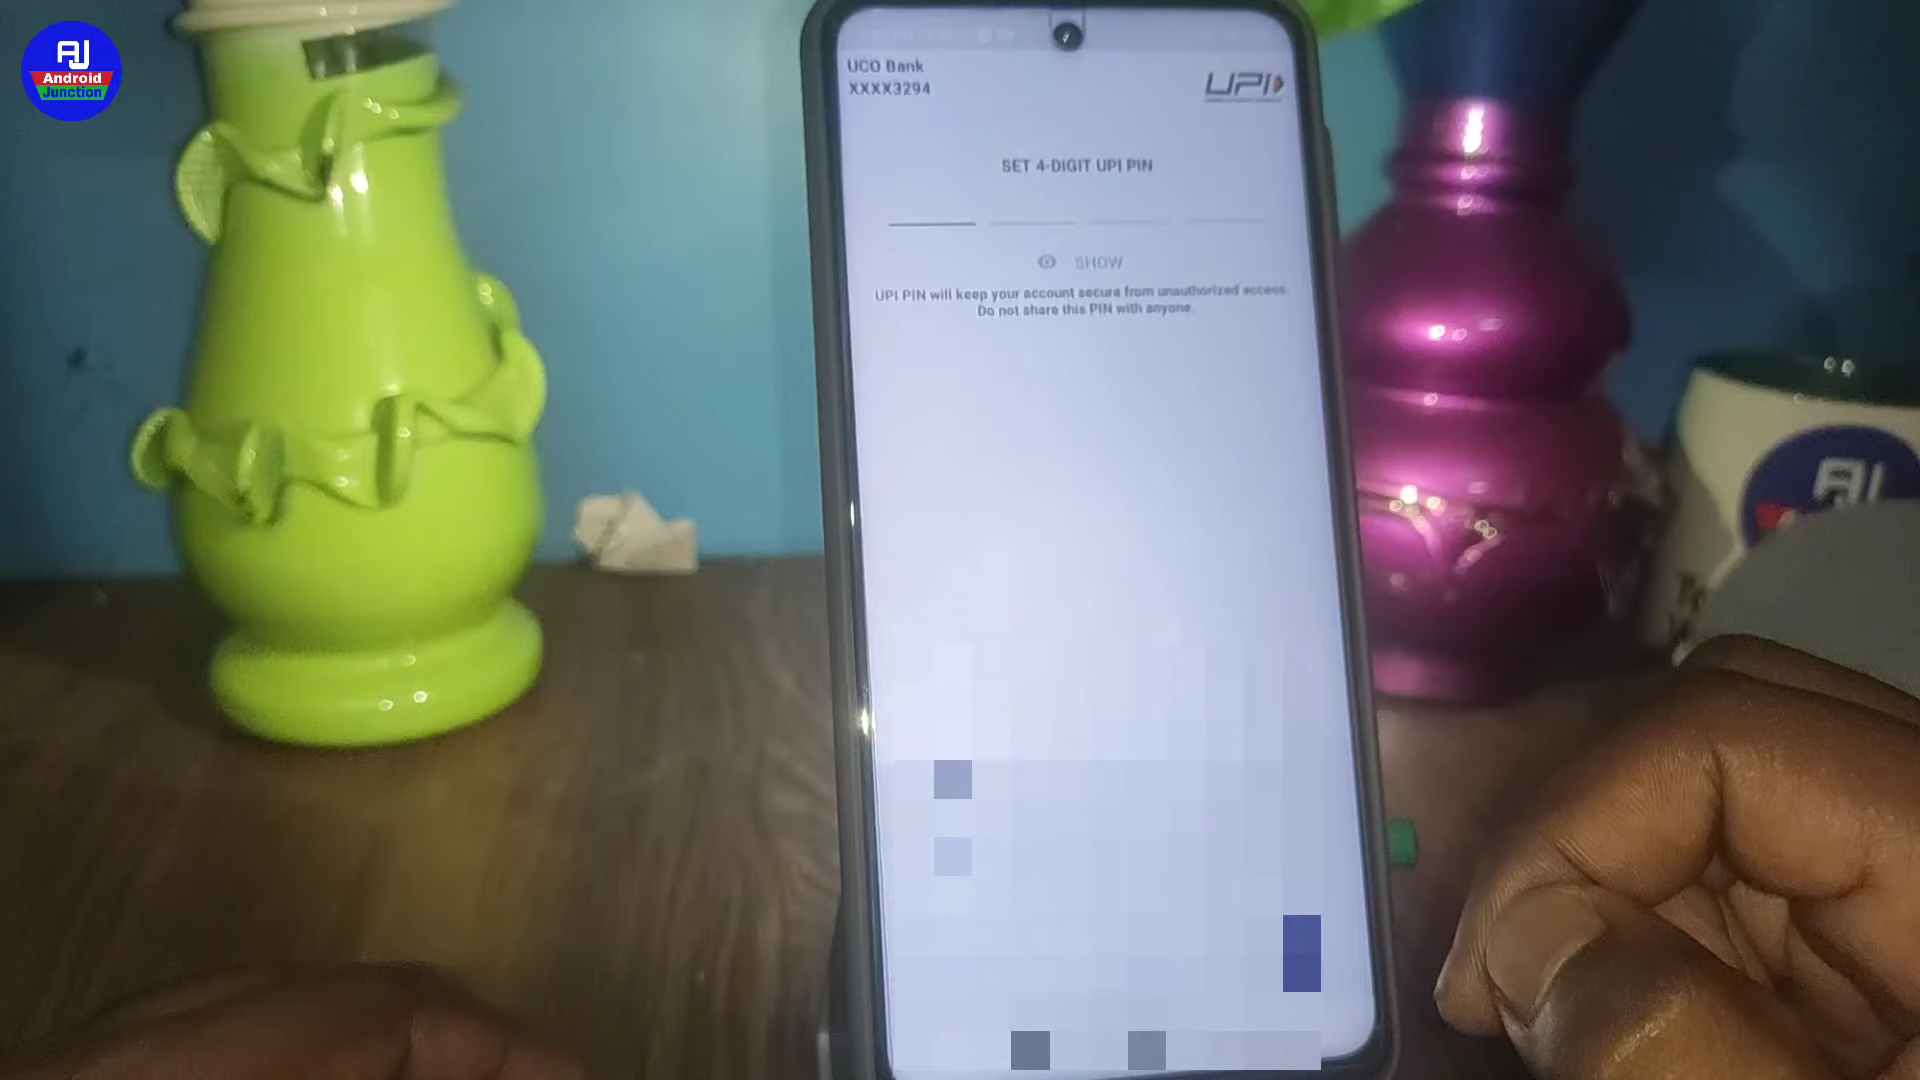 AJ
Android
Junction
UCO Bank
XXXX3294
UPI
SET 4-DIGIT UPI PIN
SHOW
UPI PIN will keep your account secure from unauthorized access.
Do not share this PIN with anyone.
AJ